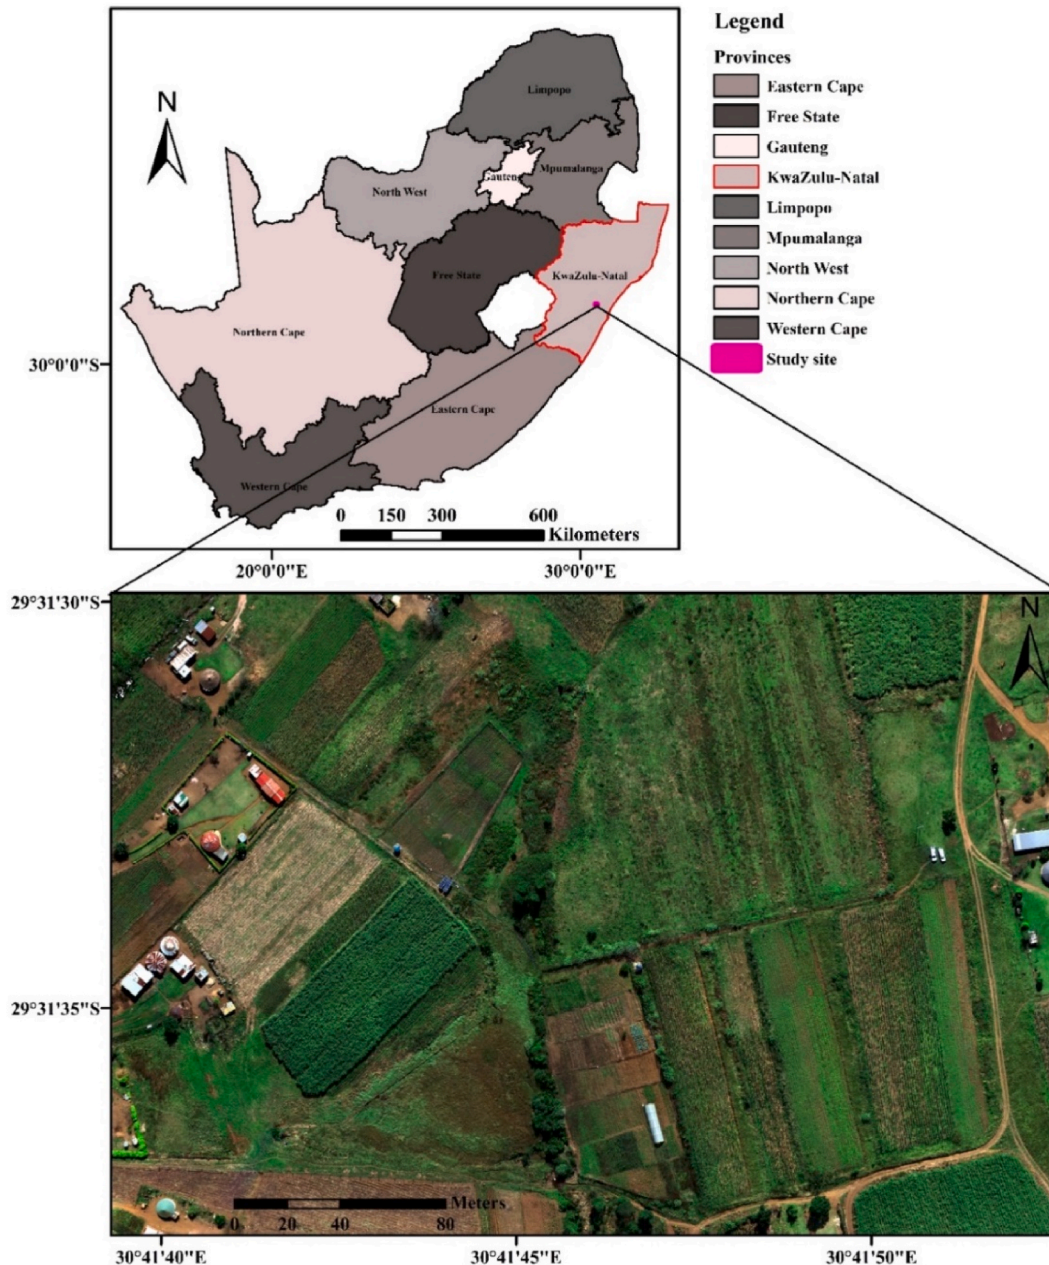 Legend
Provinces
Eastern Cape
Free State
Gauteng
KwaZulu-Natal
Limpopo
Mpumalanga
North West
Northern Cape
Western Cape
Study site
N
Limpopo
Mpumalanga
Gauteng
North West
Free State
KwaZulu-Natal
Northern Cape
Eastern Cape
Western Cape
30°0'0"S
0 150 300 600
Kilometers
20°0'0"E 30°0'0"E
29°31'30"S
N
29°31'35"S
Meters
0 20 40 80
30°41'40"E 30°41'45"E 30°41'50"E